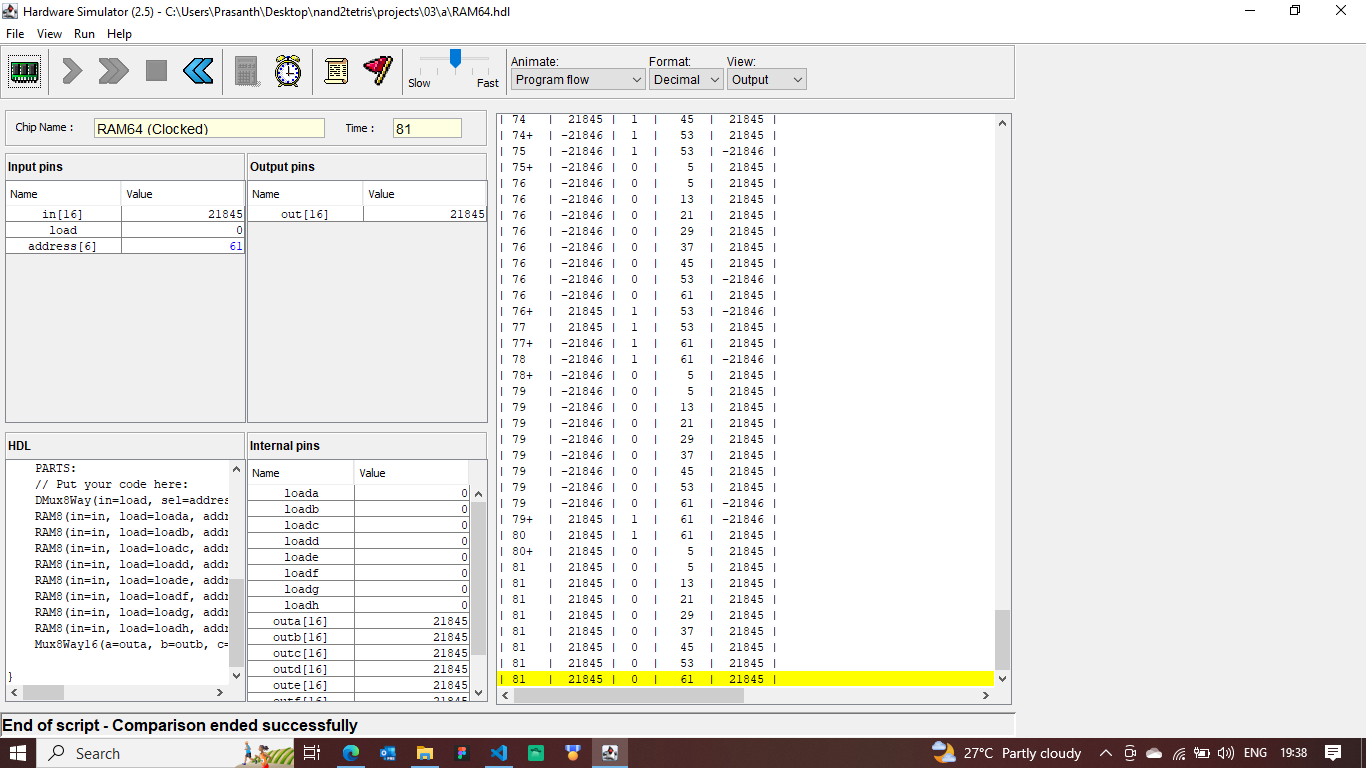 Hardware Simulator (2.5) - C:\Users\Prasanth\Desktop\nand2tetris\projects\03\a\RAM64.hdl
File View Run Help
Slow Fast
Animate: Format: View:
Program flow Decimal Output
Chip Name : RAM64 (Clocked) Time : 81
Input pins
Name Value
in[16] 21845
load 0
address[6] 61
Output pins
Name Value
out[16] 21845
HDL
PARTS:
// Put your code here:
DMux8Way(in=load, sel=addres
RAM8(in=in, load=loada, addr
RAM8(in=in, load=loadb, addr
RAM8(in=in, load=loadc, addr
RAM8(in=in, load=loadd, addr
RAM8(in=in, load=loade, addr
RAM8(in=in, load=loadf, addr
RAM8(in=in, load=loadg, addr
RAM8(in=in, load=loadh, addr
Mux8Way16(a=outa, b=outb, c=
}
Internal pins
Name Value
loada 0
loadb 0
loadc 0
loadd 0
loade 0
loadf 0
loadg 0
loadh 0
outa[16] 21845
outb[16] 21845
outc[16] 21845
outd[16] 21845
oute[16] 21845
outf[16] 21845
| 74 | 21845 | 1 | 45 | 21845 |
| 74+ | -21846 | 1 | 53 | 21845 |
| 75 | -21846 | 1 | 53 | -21846 |
| 75+ | -21846 | 0 | 5 | 21845 |
| 76 | -21846 | 0 | 5 | 21845 |
| 76 | -21846 | 0 | 13 | 21845 |
| 76 | -21846 | 0 | 21 | 21845 |
| 76 | -21846 | 0 | 29 | 21845 |
| 76 | -21846 | 0 | 37 | 21845 |
| 76 | -21846 | 0 | 45 | 21845 |
| 76 | -21846 | 0 | 53 | -21846 |
| 76 | -21846 | 0 | 61 | 21845 |
| 76+ | 21845 | 1 | 53 | -21846 |
| 77 | 21845 | 1 | 53 | 21845 |
| 77+ | -21846 | 1 | 61 | 21845 |
| 78 | -21846 | 1 | 61 | -21846 |
| 78+ | -21846 | 0 | 5 | 21845 |
| 79 | -21846 | 0 | 5 | 21845 |
| 79 | -21846 | 0 | 13 | 21845 |
| 79 | -21846 | 0 | 21 | 21845 |
| 79 | -21846 | 0 | 29 | 21845 |
| 79 | -21846 | 0 | 37 | 21845 |
| 79 | -21846 | 0 | 45 | 21845 |
| 79 | -21846 | 0 | 53 | 21845 |
| 79 | -21846 | 0 | 61 | -21846 |
| 79+ | 21845 | 1 | 61 | -21846 |
| 80 | 21845 | 1 | 61 | 21845 |
| 80+ | 21845 | 0 | 5 | 21845 |
| 81 | 21845 | 0 | 5 | 21845 |
| 81 | 21845 | 0 | 13 | 21845 |
| 81 | 21845 | 0 | 21 | 21845 |
| 81 | 21845 | 0 | 29 | 21845 |
| 81 | 21845 | 0 | 37 | 21845 |
| 81 | 21845 | 0 | 45 | 21845 |
| 81 | 21845 | 0 | 53 | 21845 |
| 81 | 21845 | 0 | 61 | 21845 |
End of script - Comparison ended successfully
Search 27°C Partly cloudy ENG 19:38